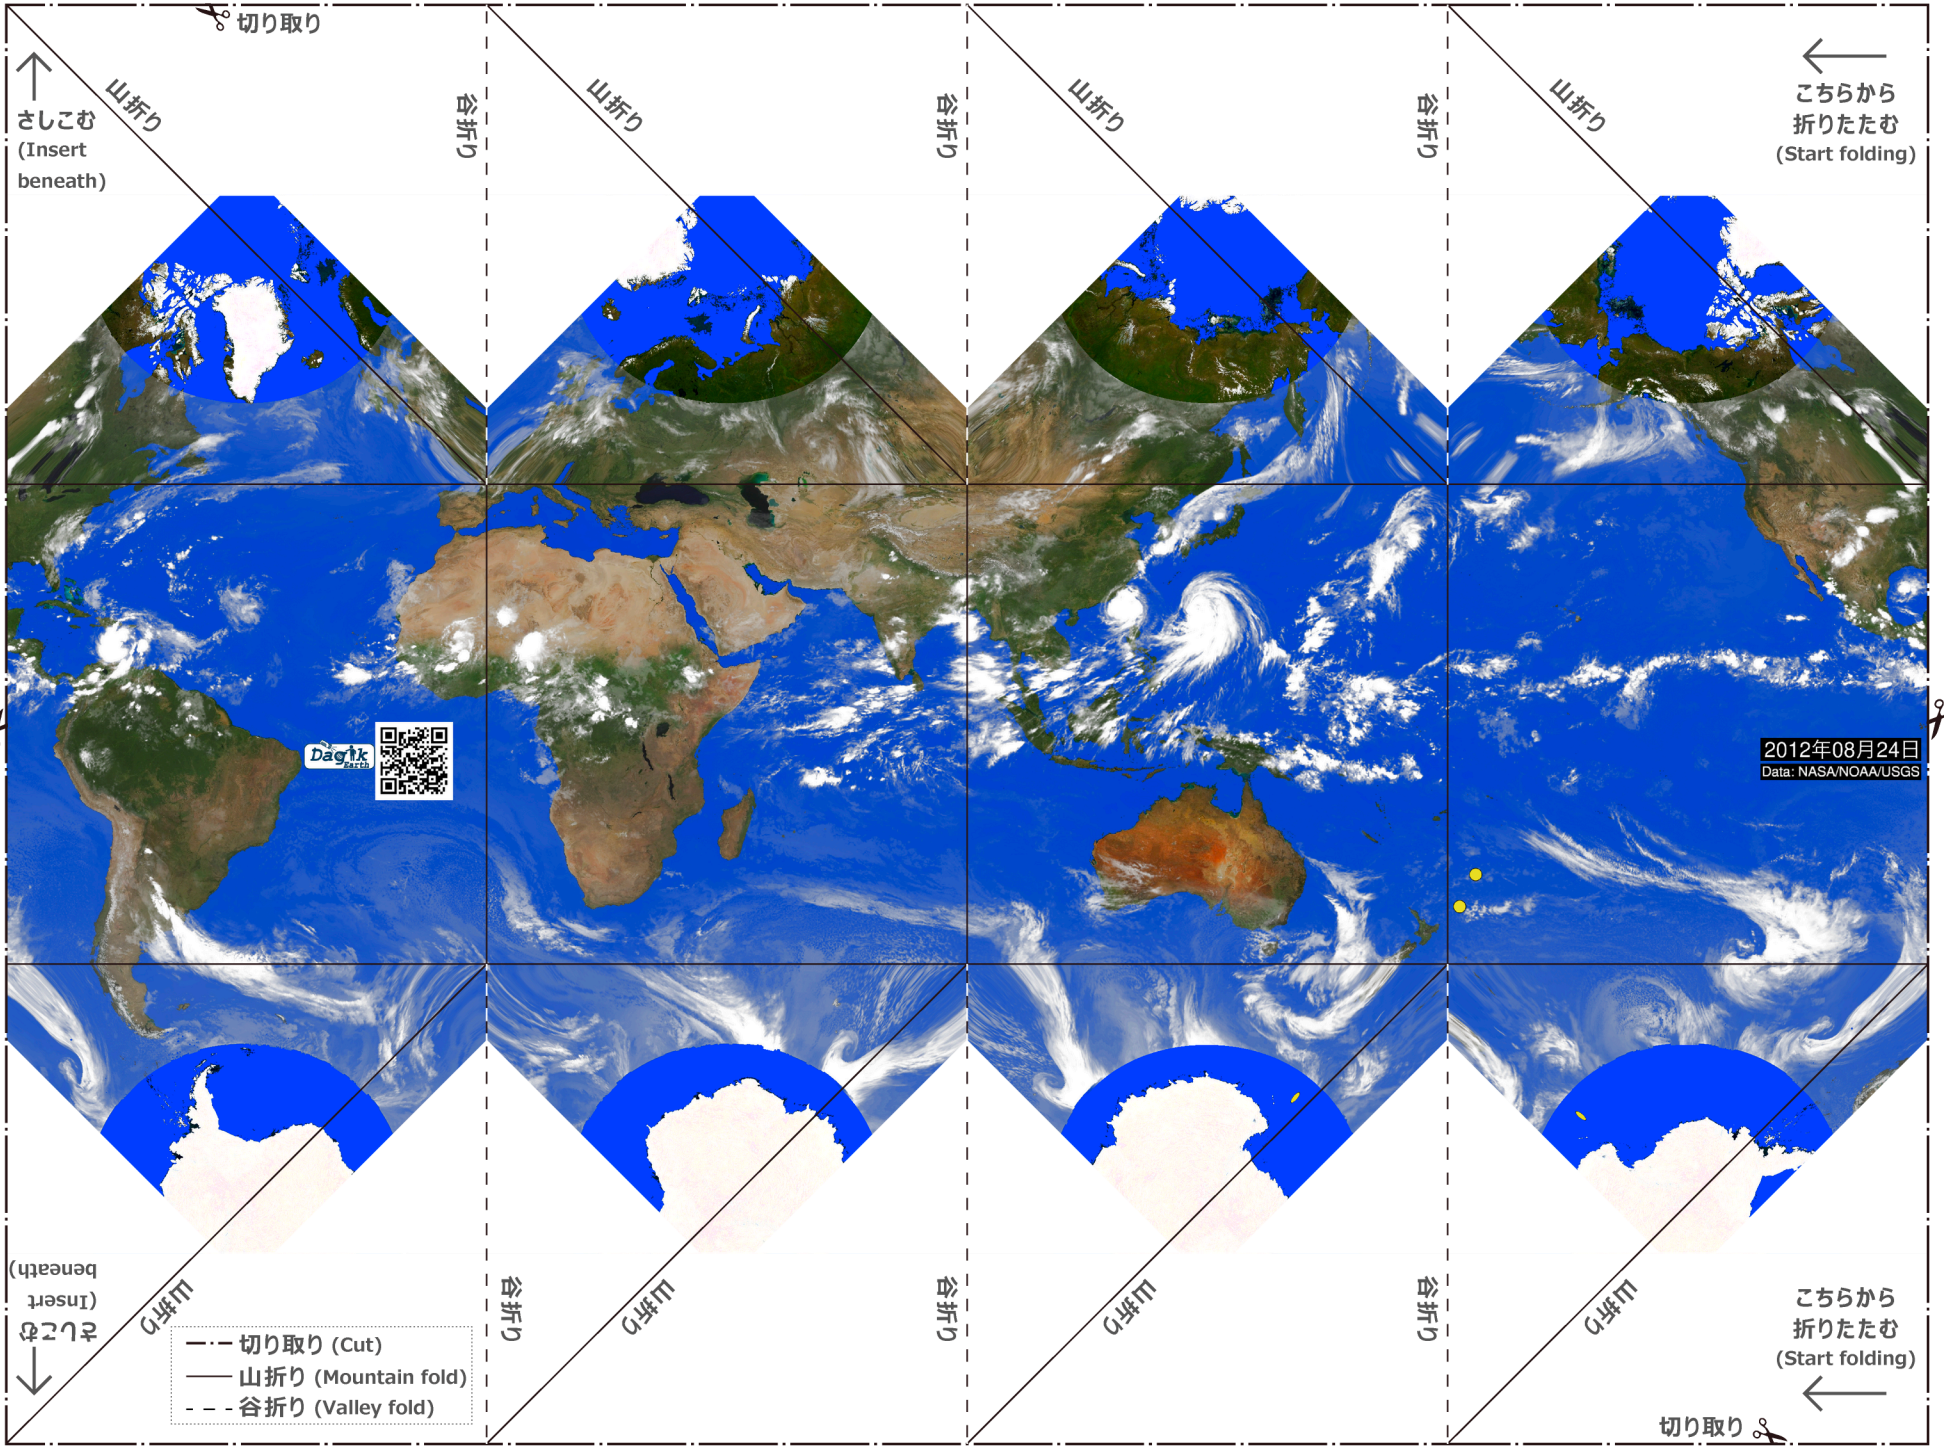 切り取り
山折り
谷折り
山折り
谷折り
山折り
谷折り
山折り
さしこむ
(Insert
beneath)
こちらから
折りたたむ
(Start folding)
Dagik
Earth
2012年08月24日
Data: NASA/NOAA/USGS
さしこむ
(Insert
beneath)
山折り
谷折り
山折り
谷折り
山折り
谷折り
山折り
こちらから
折りたたむ
(Start folding)
切り取り (Cut)
山折り (Mountain fold)
谷折り (Valley fold)
切り取り